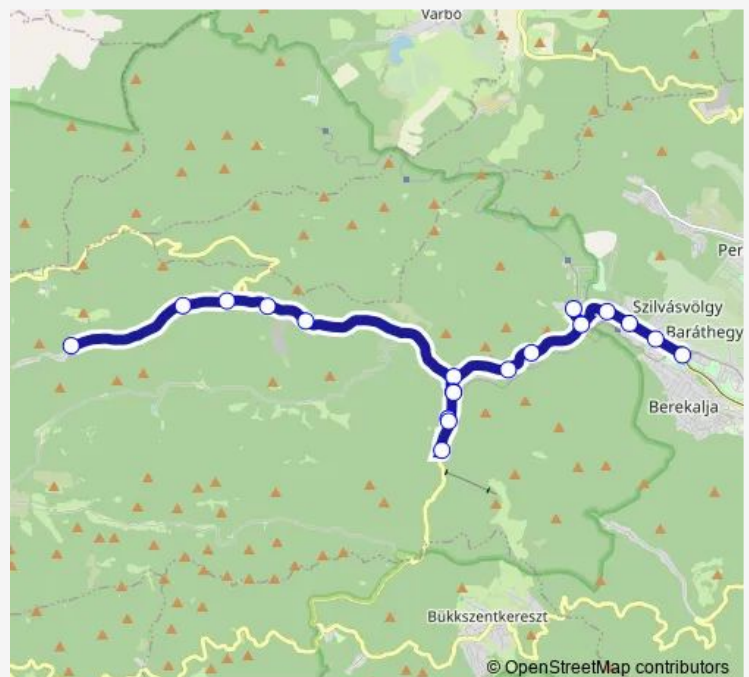 Varbó
Per
Szilvásvölgy
Baráthegy
Berekalja
Bükkszentkereszt
© OpenStreetMap contributors